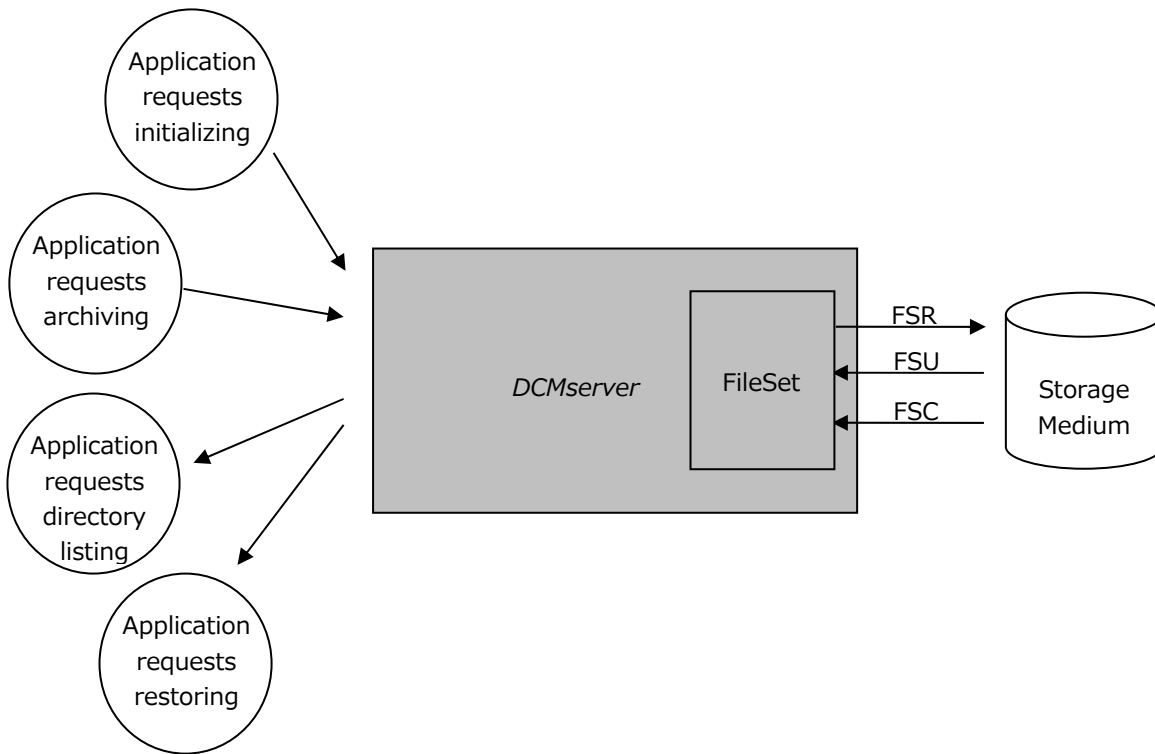 Application
requests
initializing
Application
requests
archiving
Application
requests
directory
listing
Application
requests
restoring
DCMserver
FileSet
FSR
FSU
FSC
Storage
Medium